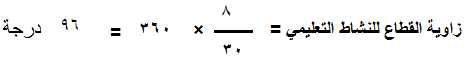 زاوية القطاع للنشاط التعليمي = ٨ / ٣٠ × ٣٦٠ = ٩٦ درجة